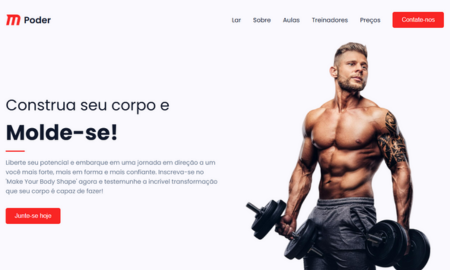 Poder
Lar Sobre Aulas Treinadores Preços Contate-nos
Construa seu corpo e
Molde-se!
Liberte seu potencial e embarque em uma jornada em direção a um
você mais forte, mais em forma e mais confiante. Inscreva-se no
'Make Your Body Shape' agora e testemunhe a incrível transformação
que seu corpo é capaz de fazer!
Junte-se hoje